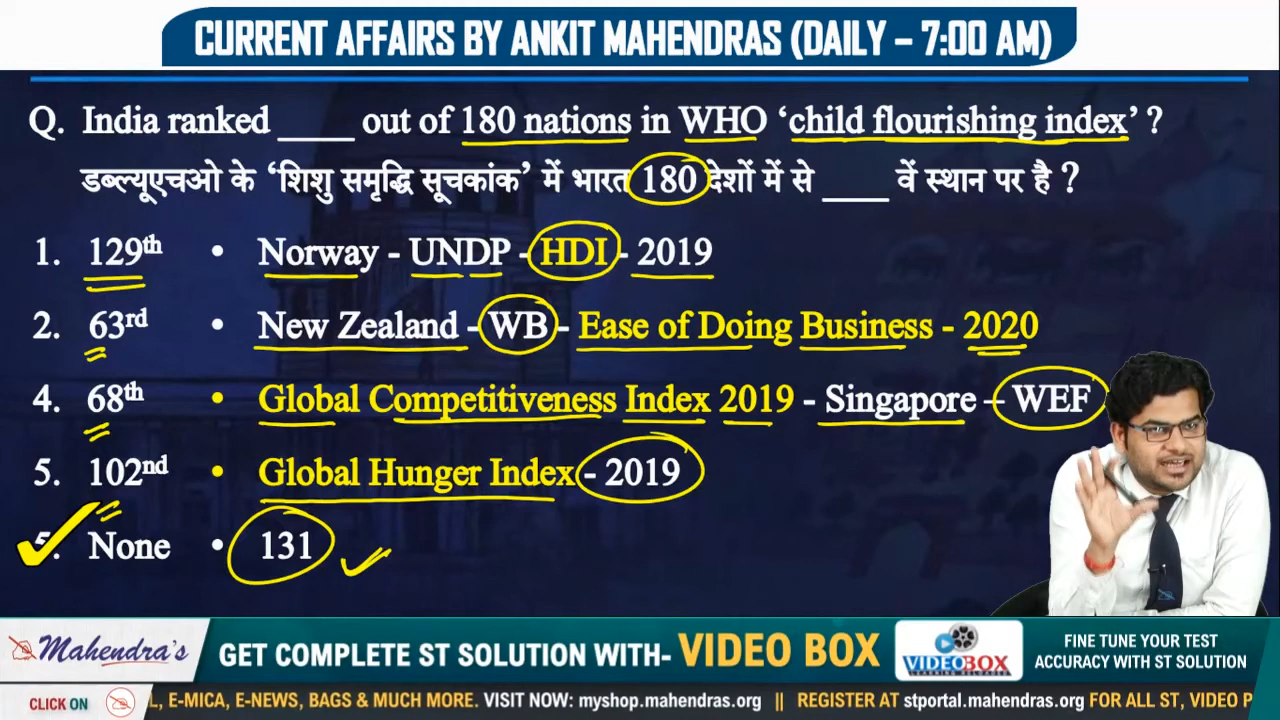 CURRENT AFFAIRS BY ANKIT MAHENDRAS (DAILY – 7:00 AM)
Q. India ranked ____ out of 180 nations in WHO ‘child flourishing index’ ?
डब्ल्यूएचओ के ‘शिशु समृद्धि सूचकांक’ में भारत 180 देशों में से ____ वें स्थान पर है ?
1. 129th • Norway - UNDP - HDI - 2019
2. 63rd • New Zealand - WB - Ease of Doing Business - 2020
4. 68th • Global Competitiveness Index 2019 - Singapore – WEF
5. 102nd • Global Hunger Index - 2019
5. None • 131
Mahendra's GET COMPLETE ST SOLUTION WITH- VIDEO BOX VIDEOBOX LEARNING RELOADED FINE TUNE YOUR TEST
ACCURACY WITH ST SOLUTION
CLICK ON L, E-MICA, E-NEWS, BAGS & MUCH MORE. VISIT NOW: myshop.mahendras.org || REGISTER AT stportal.mahendras.org FOR ALL ST, VIDEO P